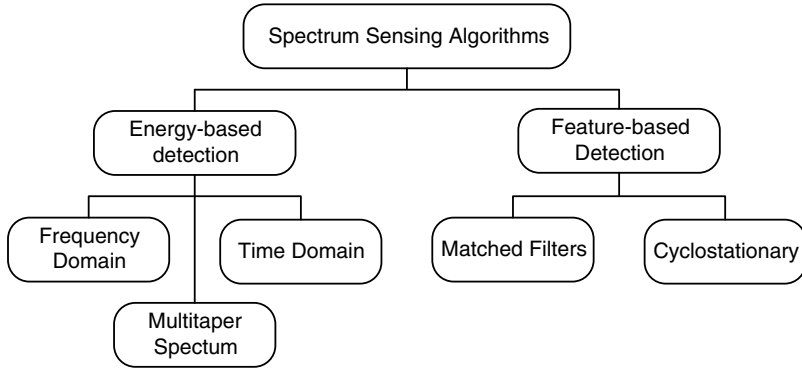 Spectrum Sensing Algorithms
Energy-based
detection
Feature-based
Detection
Frequency
Domain
Time Domain
Matched Filters
Cyclostationary
Multitaper
Spectum